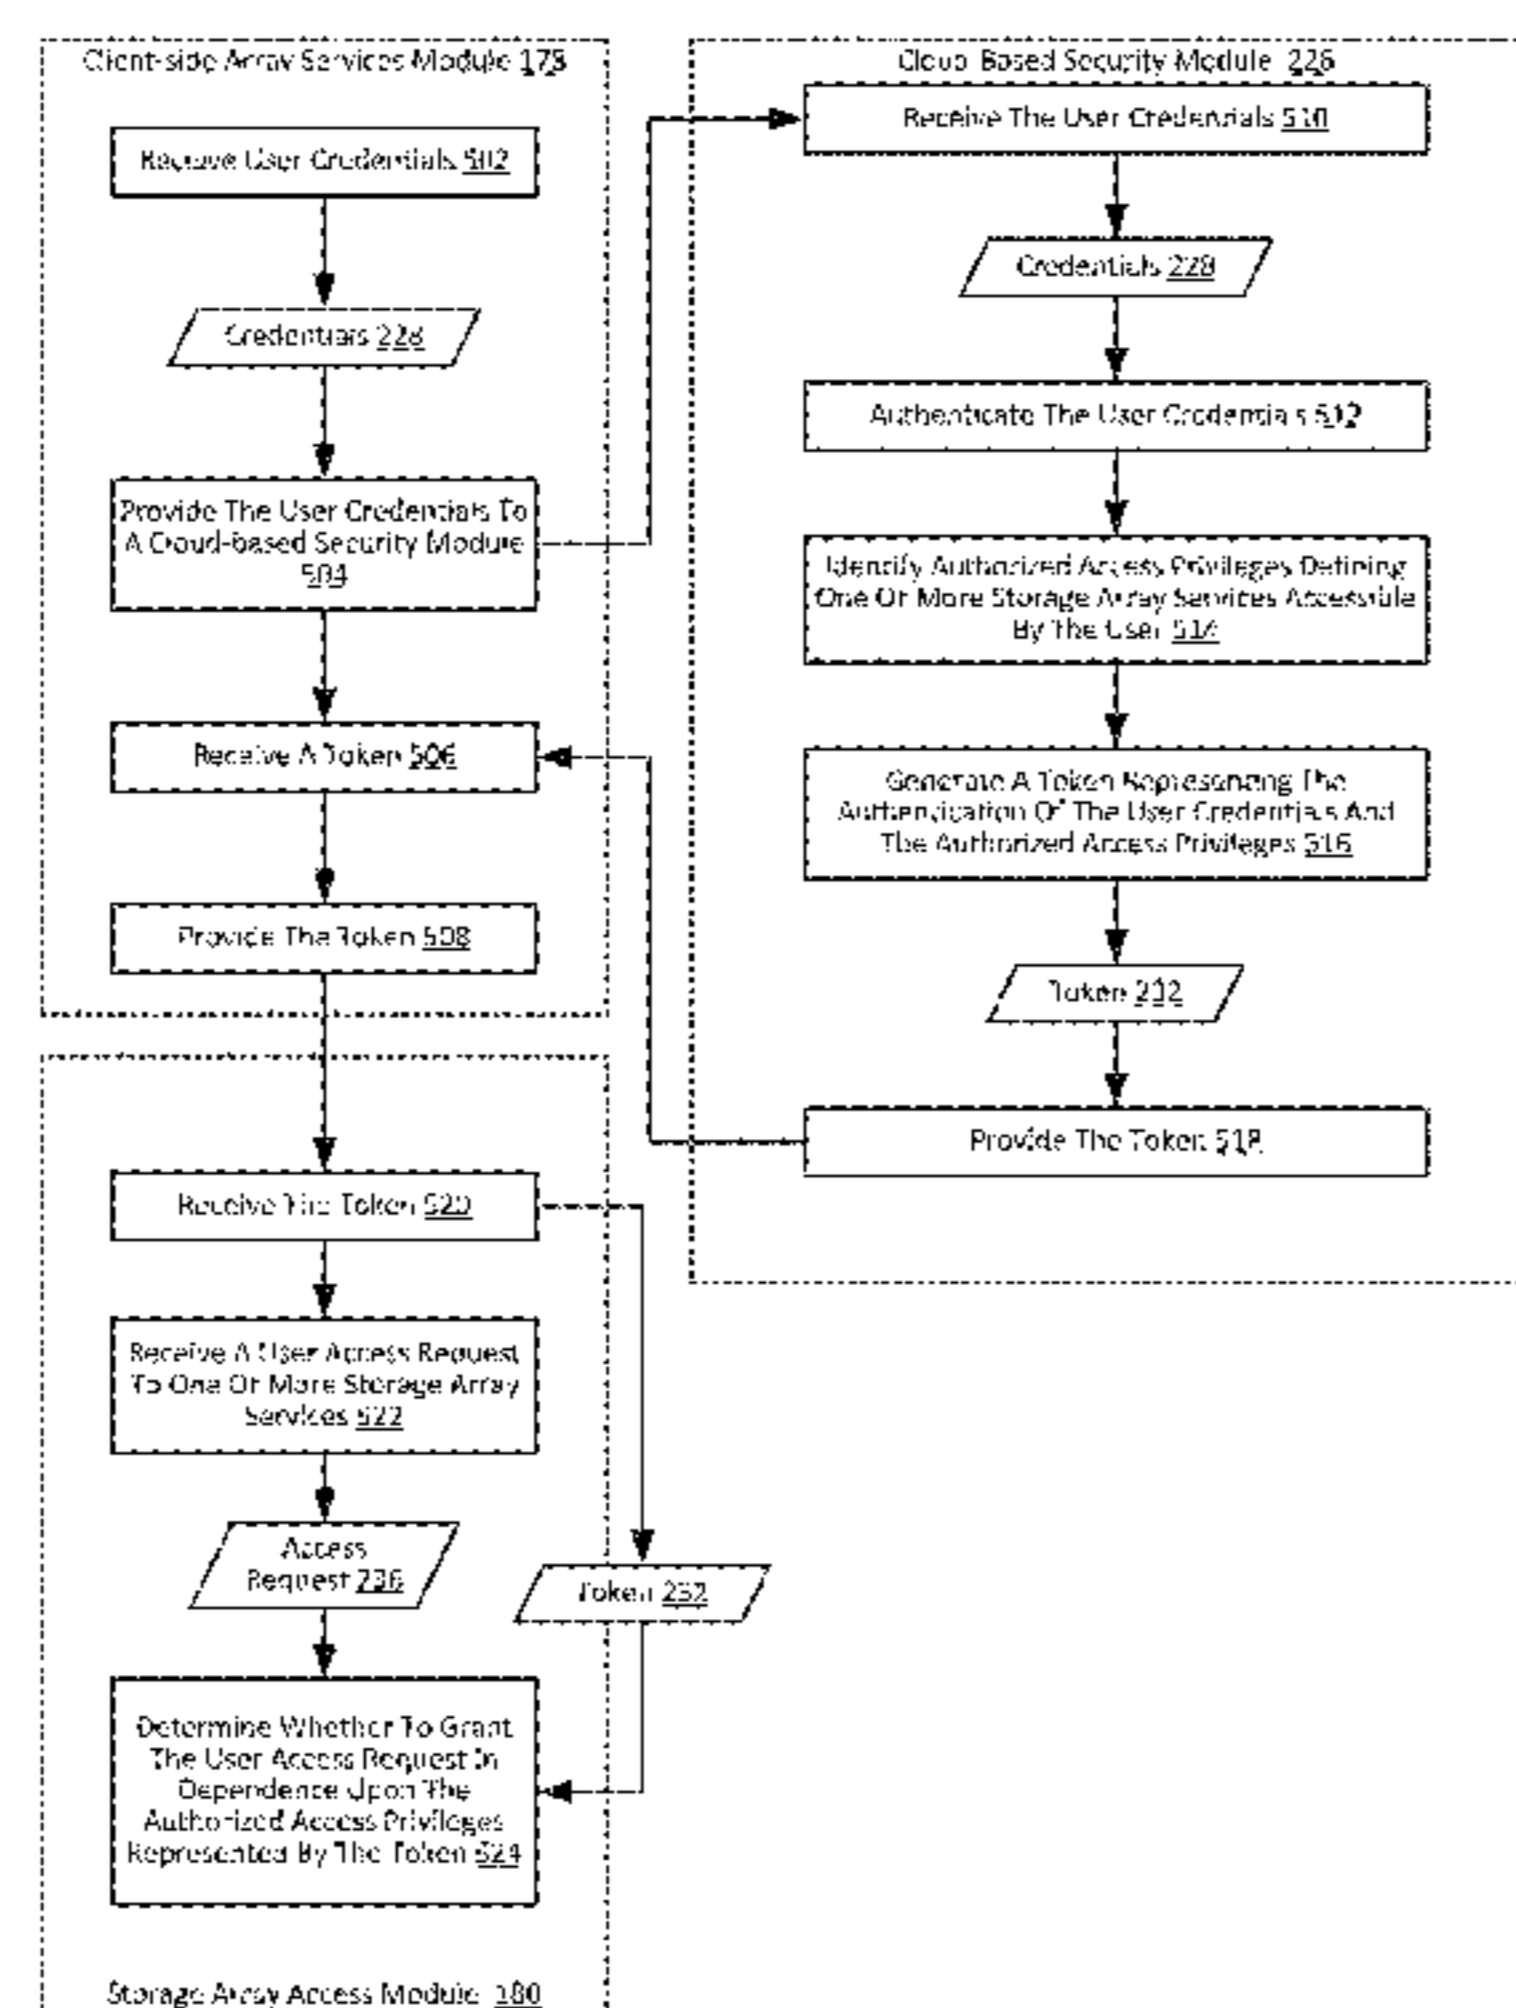 Client-side Array Services Module 175
Receive User Credentials 502
Credentials 228
Provide The User Credentials To
A Cloud-based Security Module
504
Receive A Token 506
Provide The Token 508
Cloud-Based Security Module 226
Receive The User Credentials 510
Credentials 228
Authenticate The User Credentials 512
Identify Authorized Access Privileges Defining
One Or More Storage Array Services Accessible
By The User 514
Generate A Token Representing The
Authentication Of The User Credentials And
The Authorized Access Privileges 516
Token 232
Provide The Token 518
Receive The Token 520
Receive A User Access Request
To One Or More Storage Array
Services 522
Access
Request 236
Token 232
Determine Whether To Grant
The User Access Request In
Dependence Upon The
Authorized Access Privileges
Represented By The Token 524
Storage Array Access Module 180